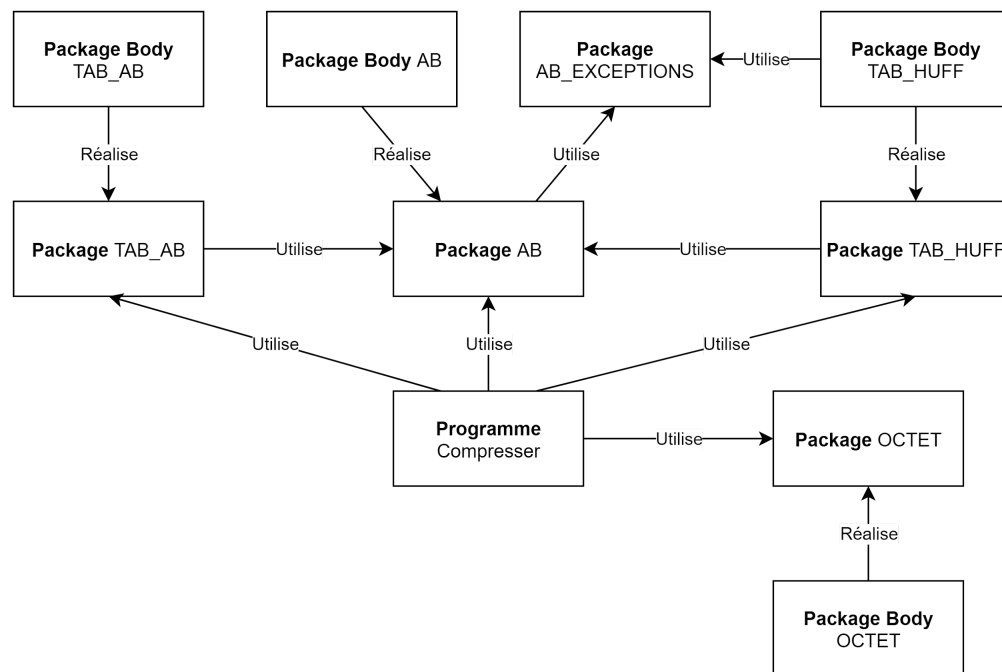 Package Body
TAB_AB
Package Body AB
Package
AB_EXCEPTIONS
Utilise
Package Body
TAB_HUFF
Réalise
Réalise
Utilise
Réalise
Package TAB_AB
Utilise
Package AB
Utilise
Package TAB_HUFF
Utilise
Utilise
Utilise
Programme
Compresser
Utilise
Package OCTET
Réalise
Package Body
OCTET